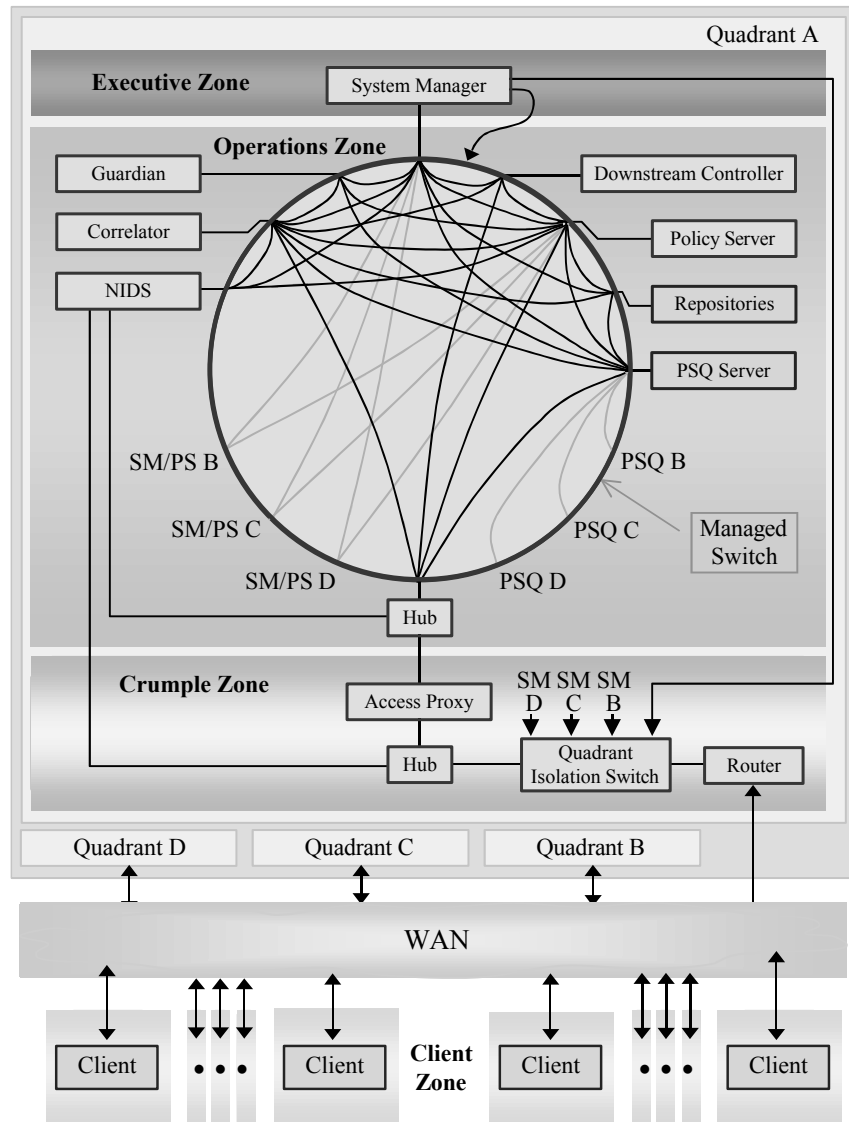 Quadrant A
Executive Zone
System Manager
Operations Zone
Guardian
Downstream Controller
Correlator
Policy Server
NIDS
Repositories
PSQ Server
SM/PS B
PSQ B
SM/PS C
PSQ C
Managed
Switch
SM/PS D
PSQ D
Hub
Crumple Zone
SM
D
SM
C
SM
B
Access Proxy
Hub
Quadrant
Isolation Switch
Router
Quadrant D
Quadrant C
Quadrant B
WAN
Client
Client
Client
Zone
Client
Client